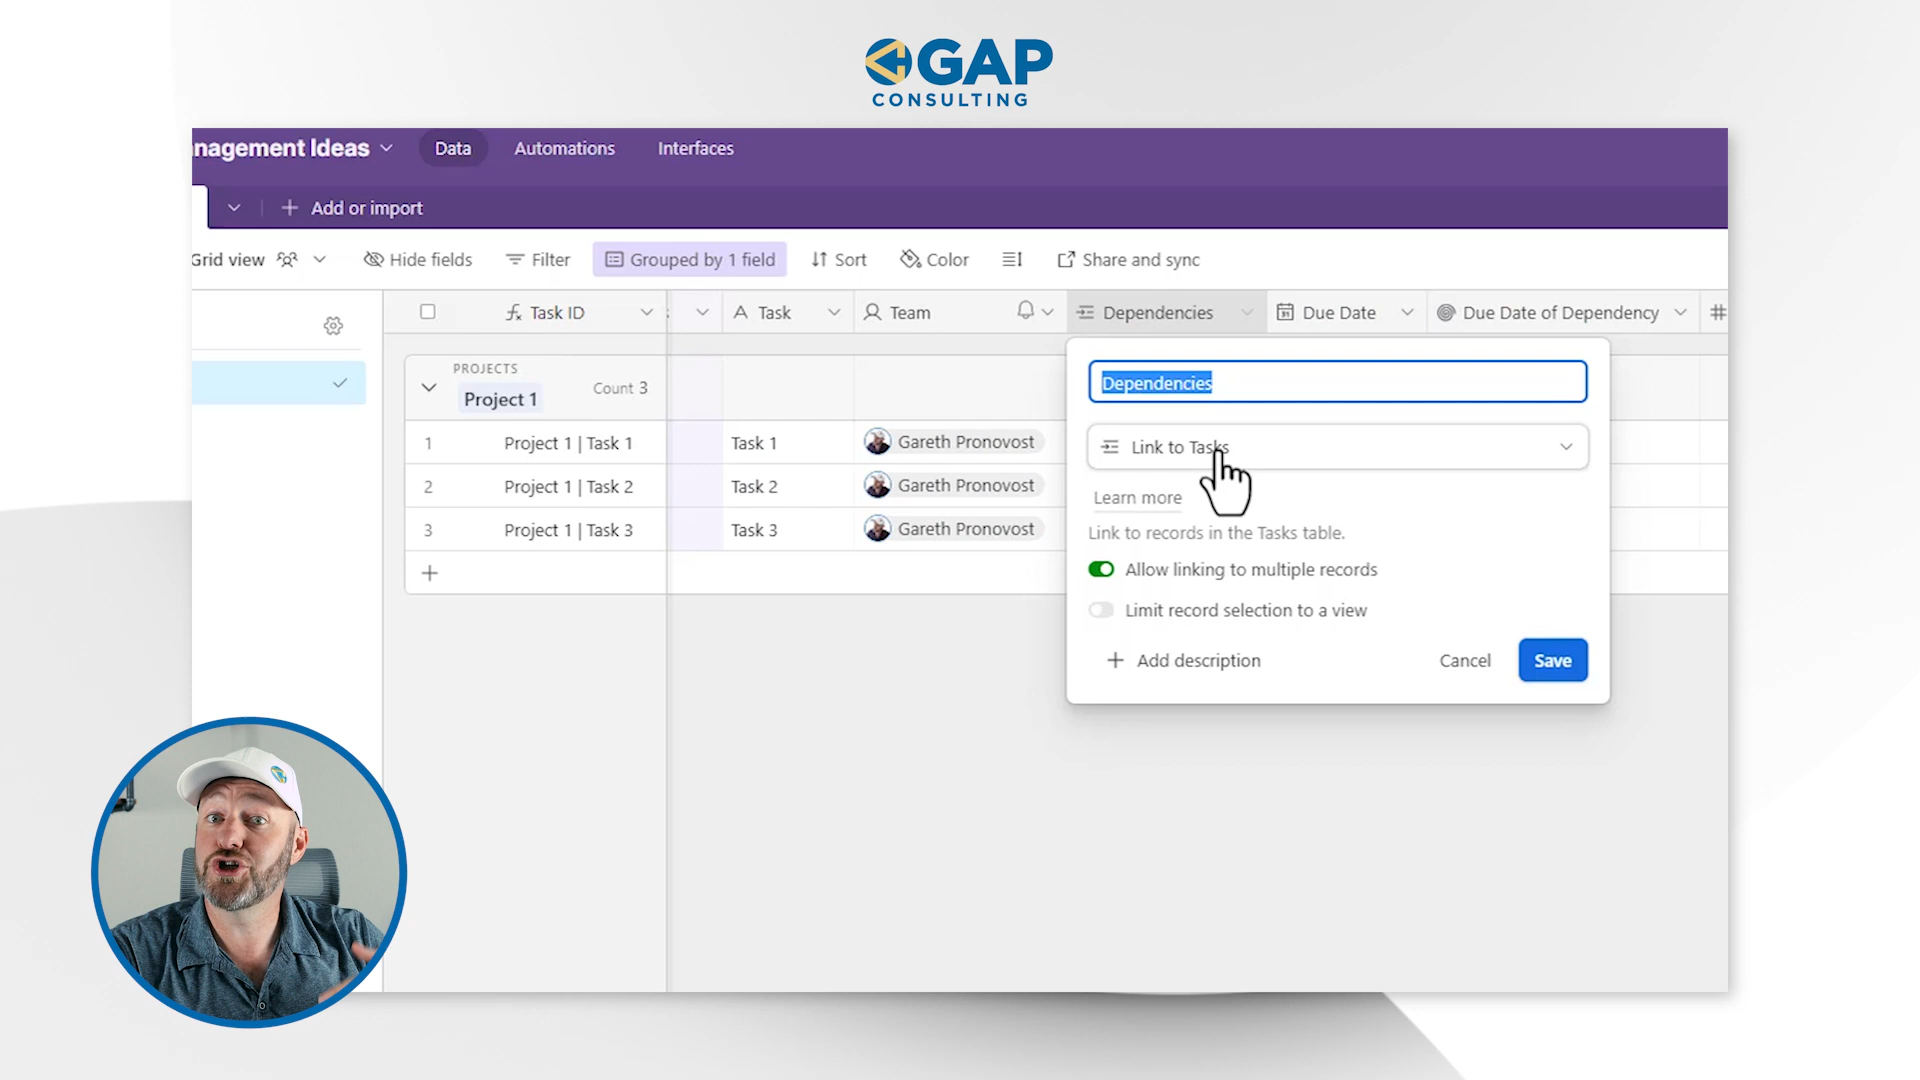 GAP
CONSULTING
nagement Ideas
Data
Automations
Interfaces
Add or import
Grid view
Hide fields
Filter
Grouped by 1 field
Sort
Color
Share and sync
Task ID
Task
Team
Dependencies
Due Date
Due Date of Dependency
PROJECTS
Project 1
Count 3
1 Project 1 | Task 1 Task 1 Gareth Pronovost
2 Project 1 | Task 2 Task 2 Gareth Pronovost
3 Project 1 | Task 3 Task 3 Gareth Pronovost
Dependencies
Link to Tasks
Learn more
Link to records in the Tasks table.
Allow linking to multiple records
Limit record selection to a view
Add description
Cancel
Save